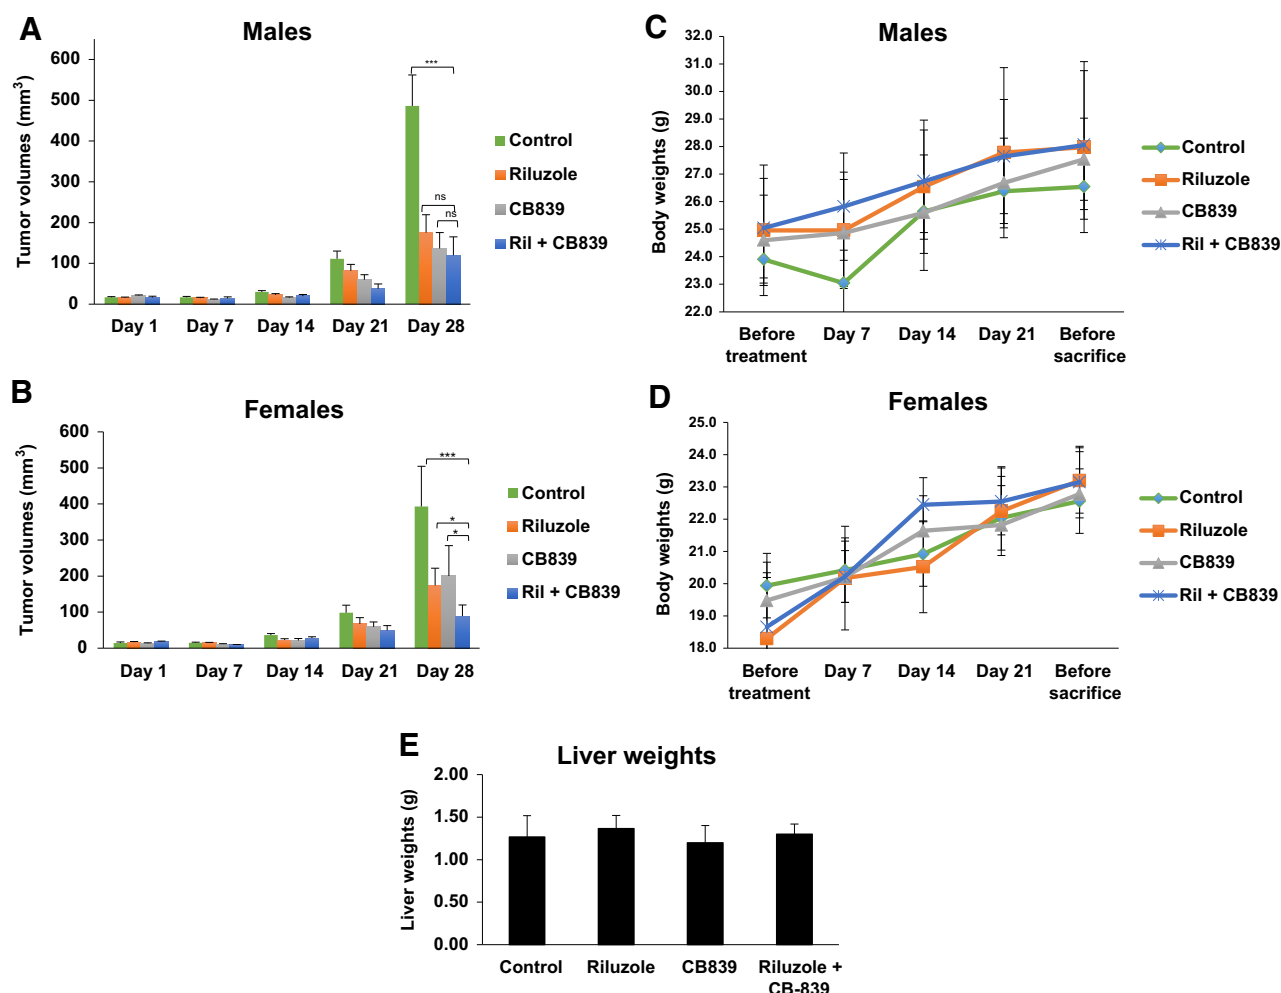 A
Males
Tumor volumes (mm³)
600
500
400
300
200
100
0
***
ns
ns
Day 1
Day 7
Day 14
Day 21
Day 28
Control
Riluzole
CB839
Ril + CB839
B
Females
Tumor volumes (mm³)
600
500
400
300
200
100
0
***
*
*
Day 1
Day 7
Day 14
Day 21
Day 28
Control
Riluzole
CB839
Ril + CB839
C
Males
Body weights (g)
32.0
31.0
30.0
29.0
28.0
27.0
26.0
25.0
24.0
23.0
22.0
Before
treatment
Day 7
Day 14
Day 21
Before
sacrifice
Control
Riluzole
CB839
Ril + CB839
D
Females
Body weights (g)
25.0
24.0
23.0
22.0
21.0
20.0
19.0
18.0
Before
treatment
Day 7
Day 14
Day 21
Before
sacrifice
Control
Riluzole
CB839
Ril + CB839
E
Liver weights
Liver weights (g)
2.00
1.50
1.00
0.50
0.00
Control
Riluzole
CB839
Riluzole +
CB-839